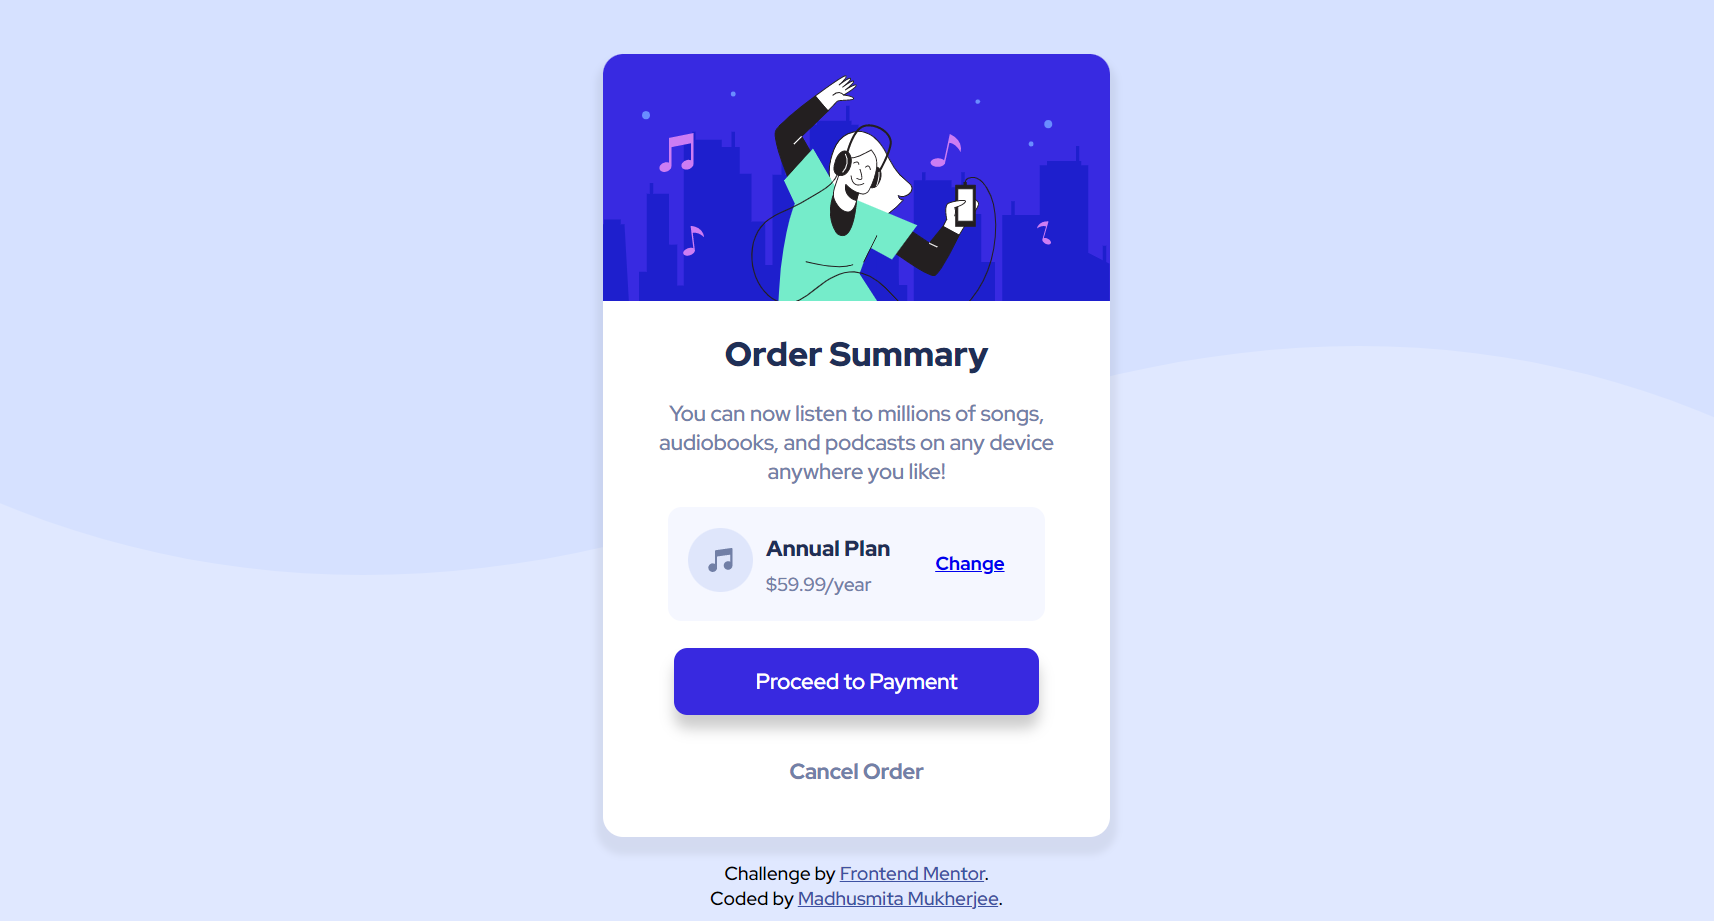 Order Summary
You can now listen to millions of songs,
audiobooks, and podcasts on any device
anywhere you like!
Annual Plan
$59.99/year
Change
Proceed to Payment
Cancel Order
Challenge by Frontend Mentor.
Coded by Madhusmita Mukherjee.